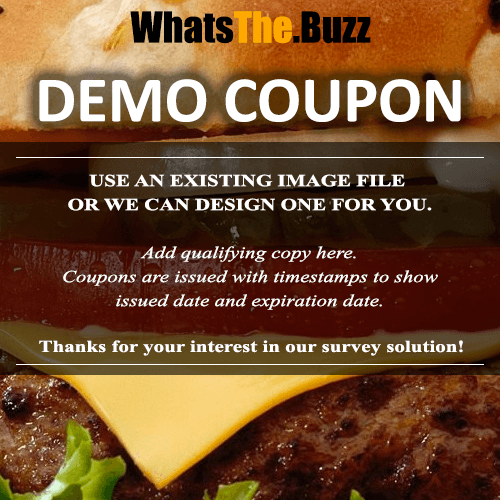 WhatsThe.Buzz
DEMO COUPON
USE AN EXISTING IMAGE FILE
OR WE CAN DESIGN ONE FOR YOU.
Add qualifying copy here.
Coupons are issued with timestamps to show
issued date and expiration date.
Thanks for your interest in our survey solution!